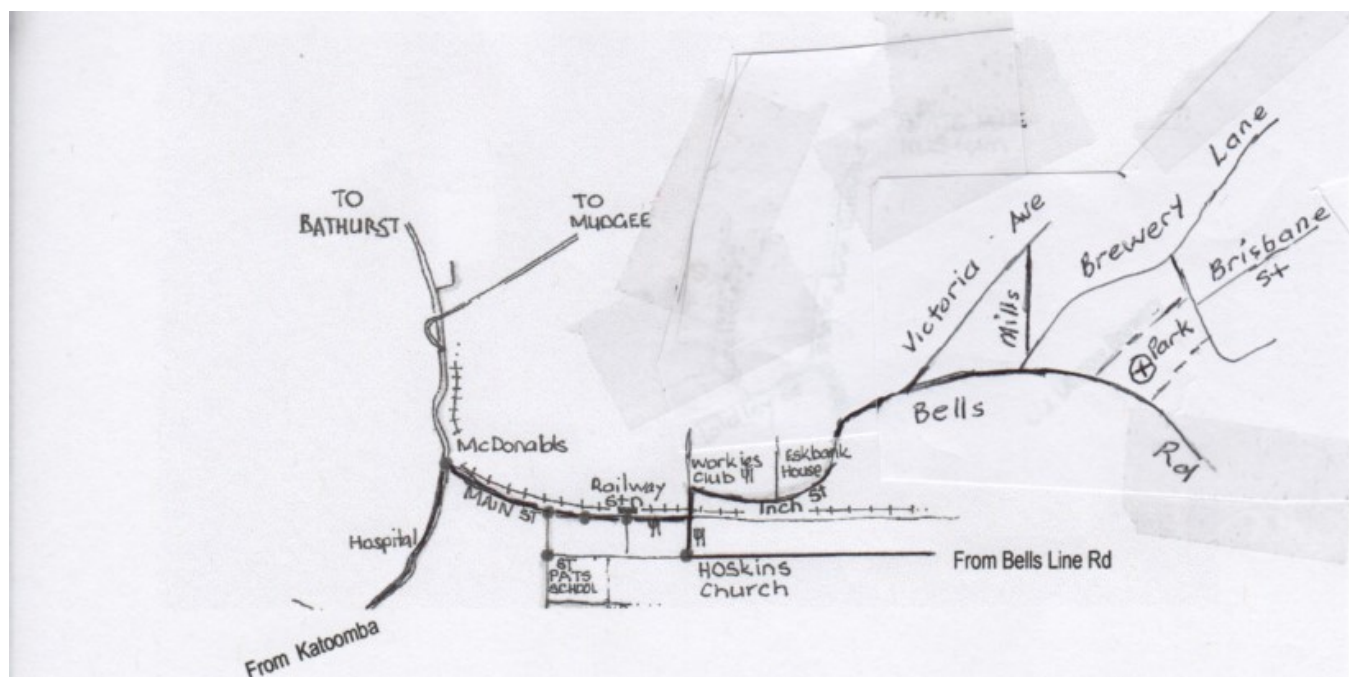 TO
BATHURST
TO
MUDGEE
Victoria Ave
Mills
Brewery Lane
Brisbane
St
Park
Bells Rd
McDonalds
MAIN ST
Railway
Stn
Workies
Club
Eskbank
House
Inch St
Hospital
ST
PATS
SCHOOL
HOSKINS
Church
From Bells Line Rd
From Katoomba